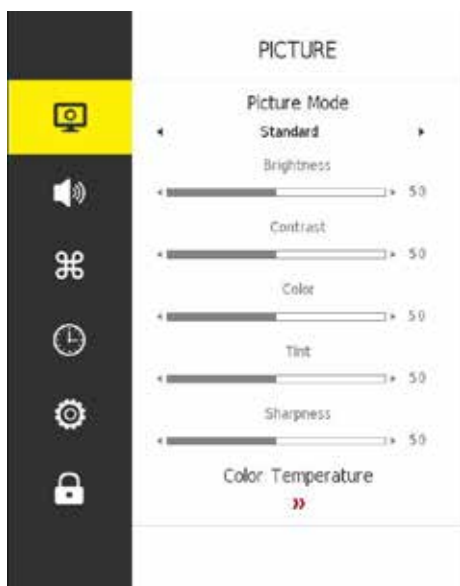 PICTURE
Picture Mode
Standard
Brightness
50
Contrast
50
Color
50
Tint
50
Sharpness
50
Color Temperature